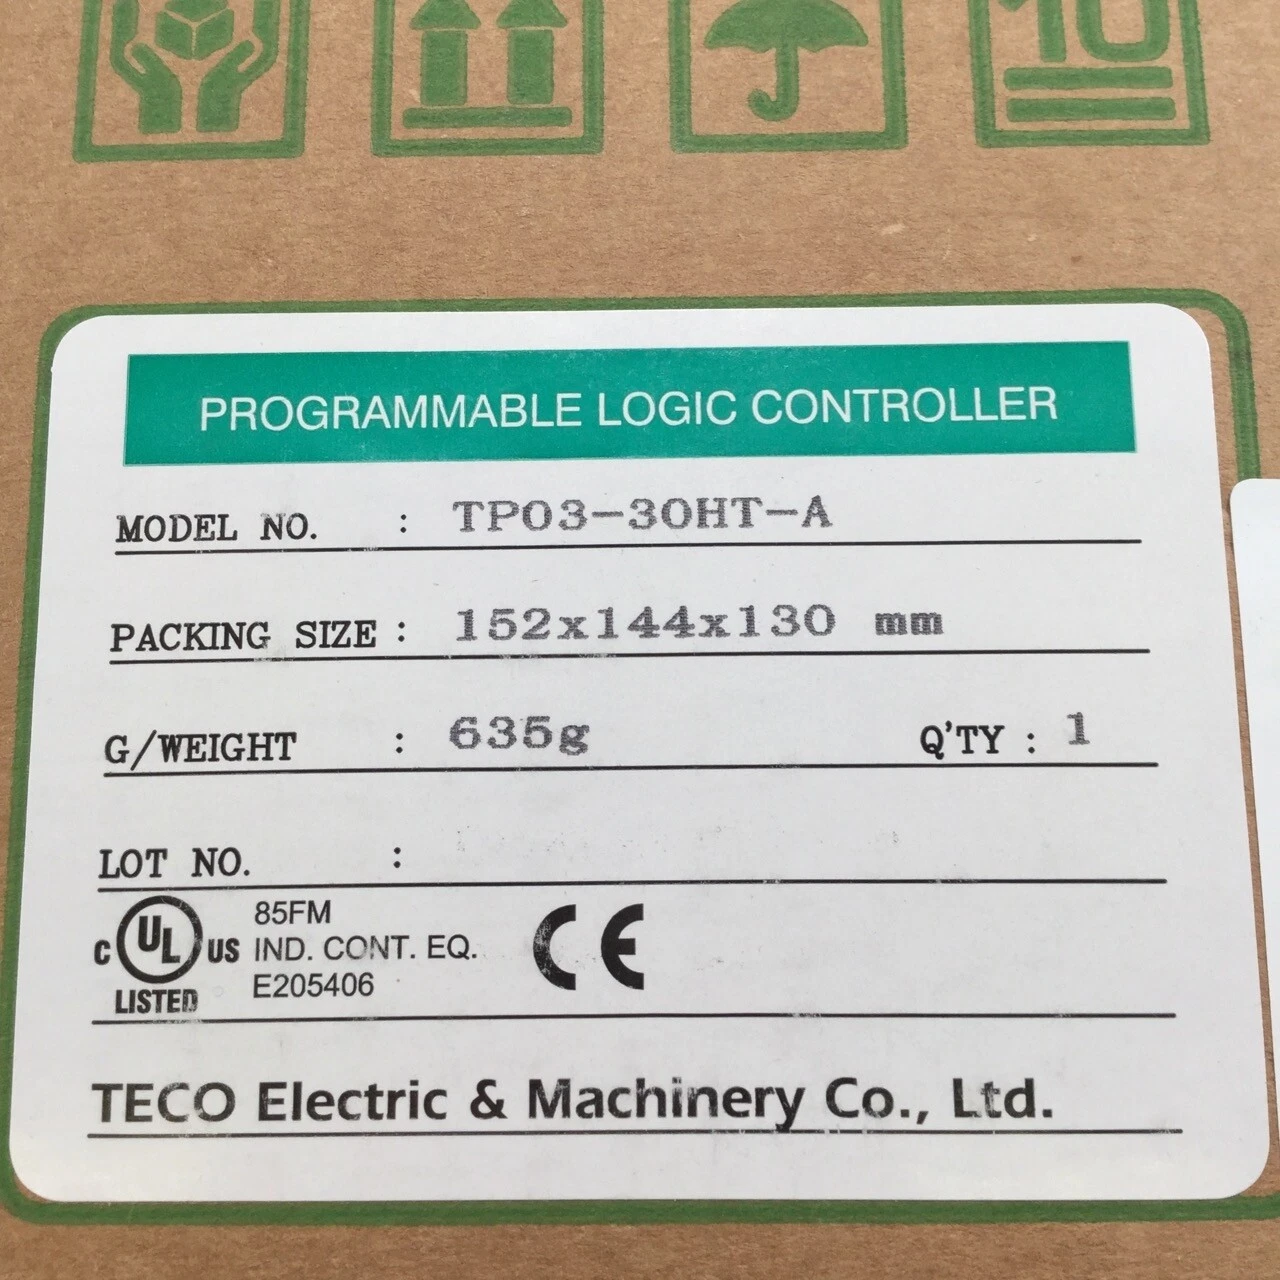 10
PROGRAMMABLE LOGIC CONTROLLER
MODEL NO. : TP03-30HT-A
PACKING SIZE : 152x144x130 mm
G/WEIGHT : 635g Q'TY : 1
LOT NO. :
C UL US LISTED
85FM
IND. CONT. EQ.
E205406
CE
TECO Electric & Machinery Co., Ltd.